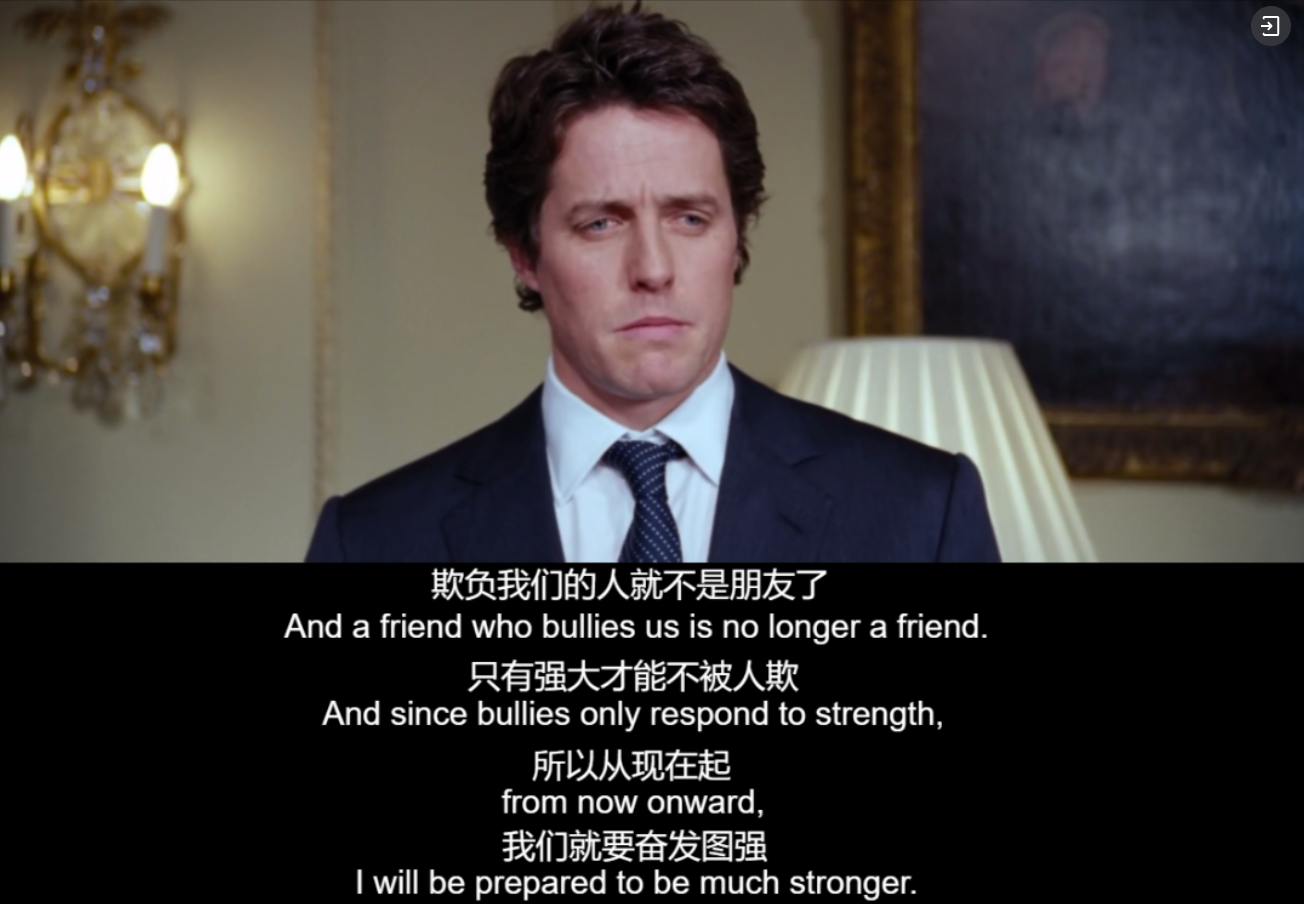 欺负我们的人就不是朋友了
And a friend who bullies us is no longer a friend.
只有强大才能不被人欺
And since bullies only respond to strength,
所以从现在起
from now onward,
我们就要奋发图强
I will be prepared to be much stronger.